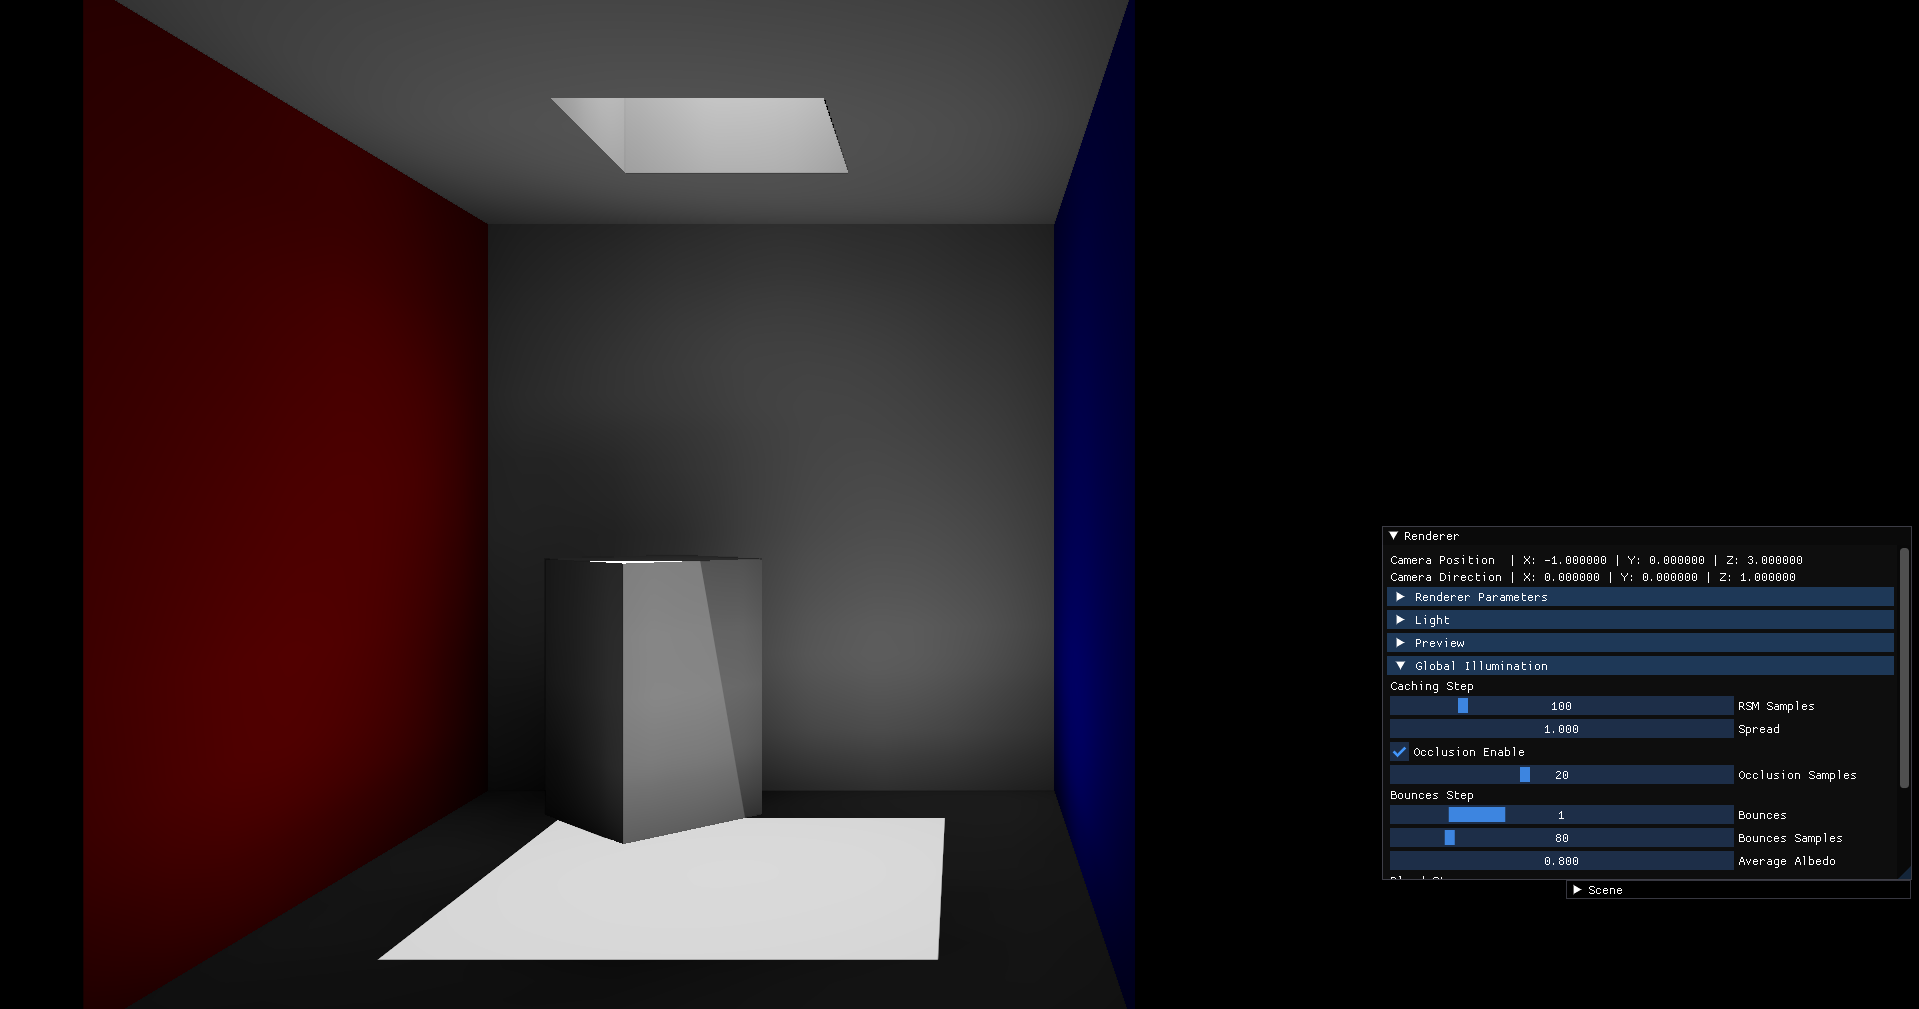 Renderer
Camera Position | X: -1.000000 | Y: 0.000000 | Z: 3.000000
Camera Direction | X: 0.000000 | Y: 0.000000 | Z: 1.000000
Renderer Parameters
Light
Preview
Global Illumination
Caching Step
100 RSM Samples
1.000 Spread
Occlusion Enable
20 Occlusion Samples
Bounces Step
1 Bounces
80 Bounces Samples
0.800 Average Albedo
Scene